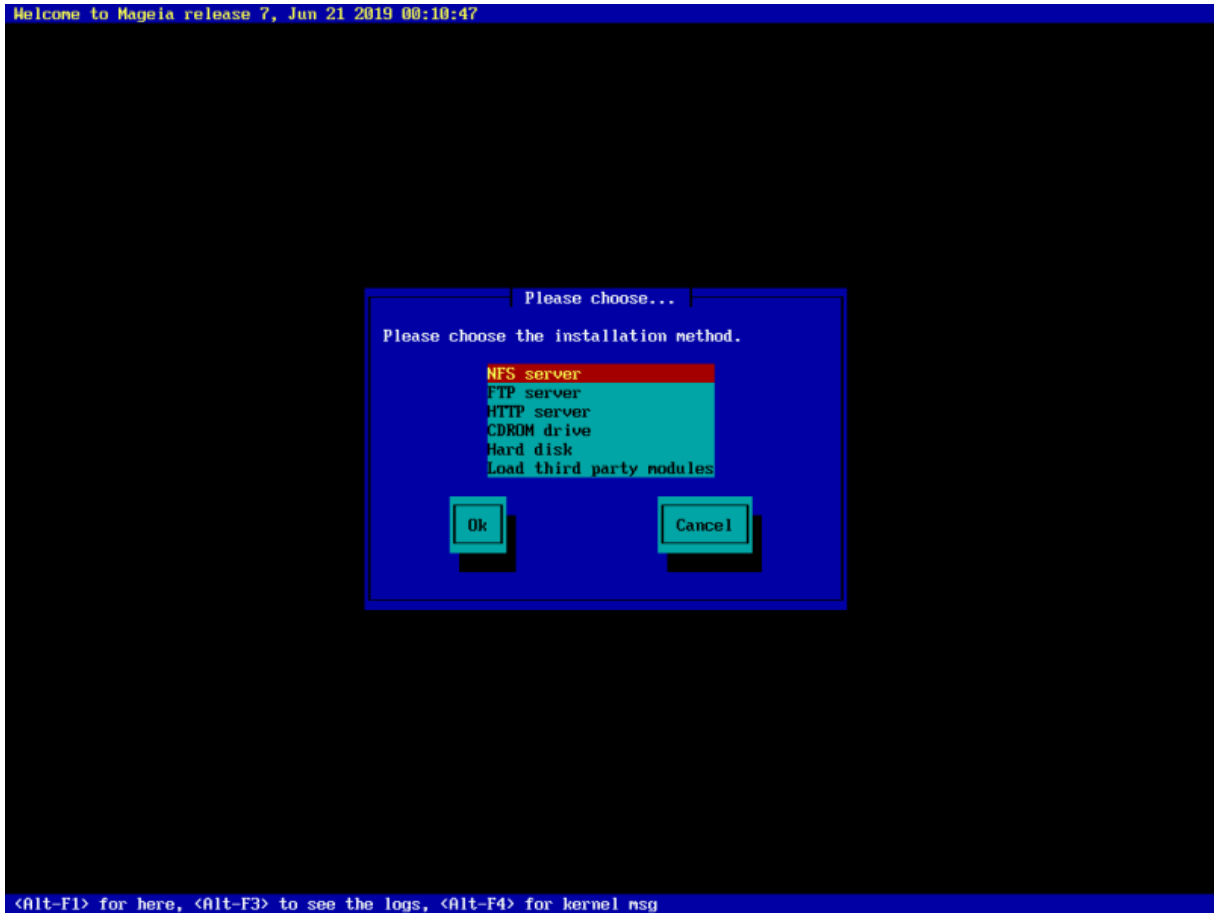 Welcome to Mageia release 7, Jun 21 2019 00:10:47
Please choose...
Please choose the installation method.
NFS server
FTP server
HTTP server
CDROM drive
Hard disk
Load third party modules
Ok Cancel
<Alt-F1> for here, <Alt-F3> to see the logs, <Alt-F4> for kernel msg